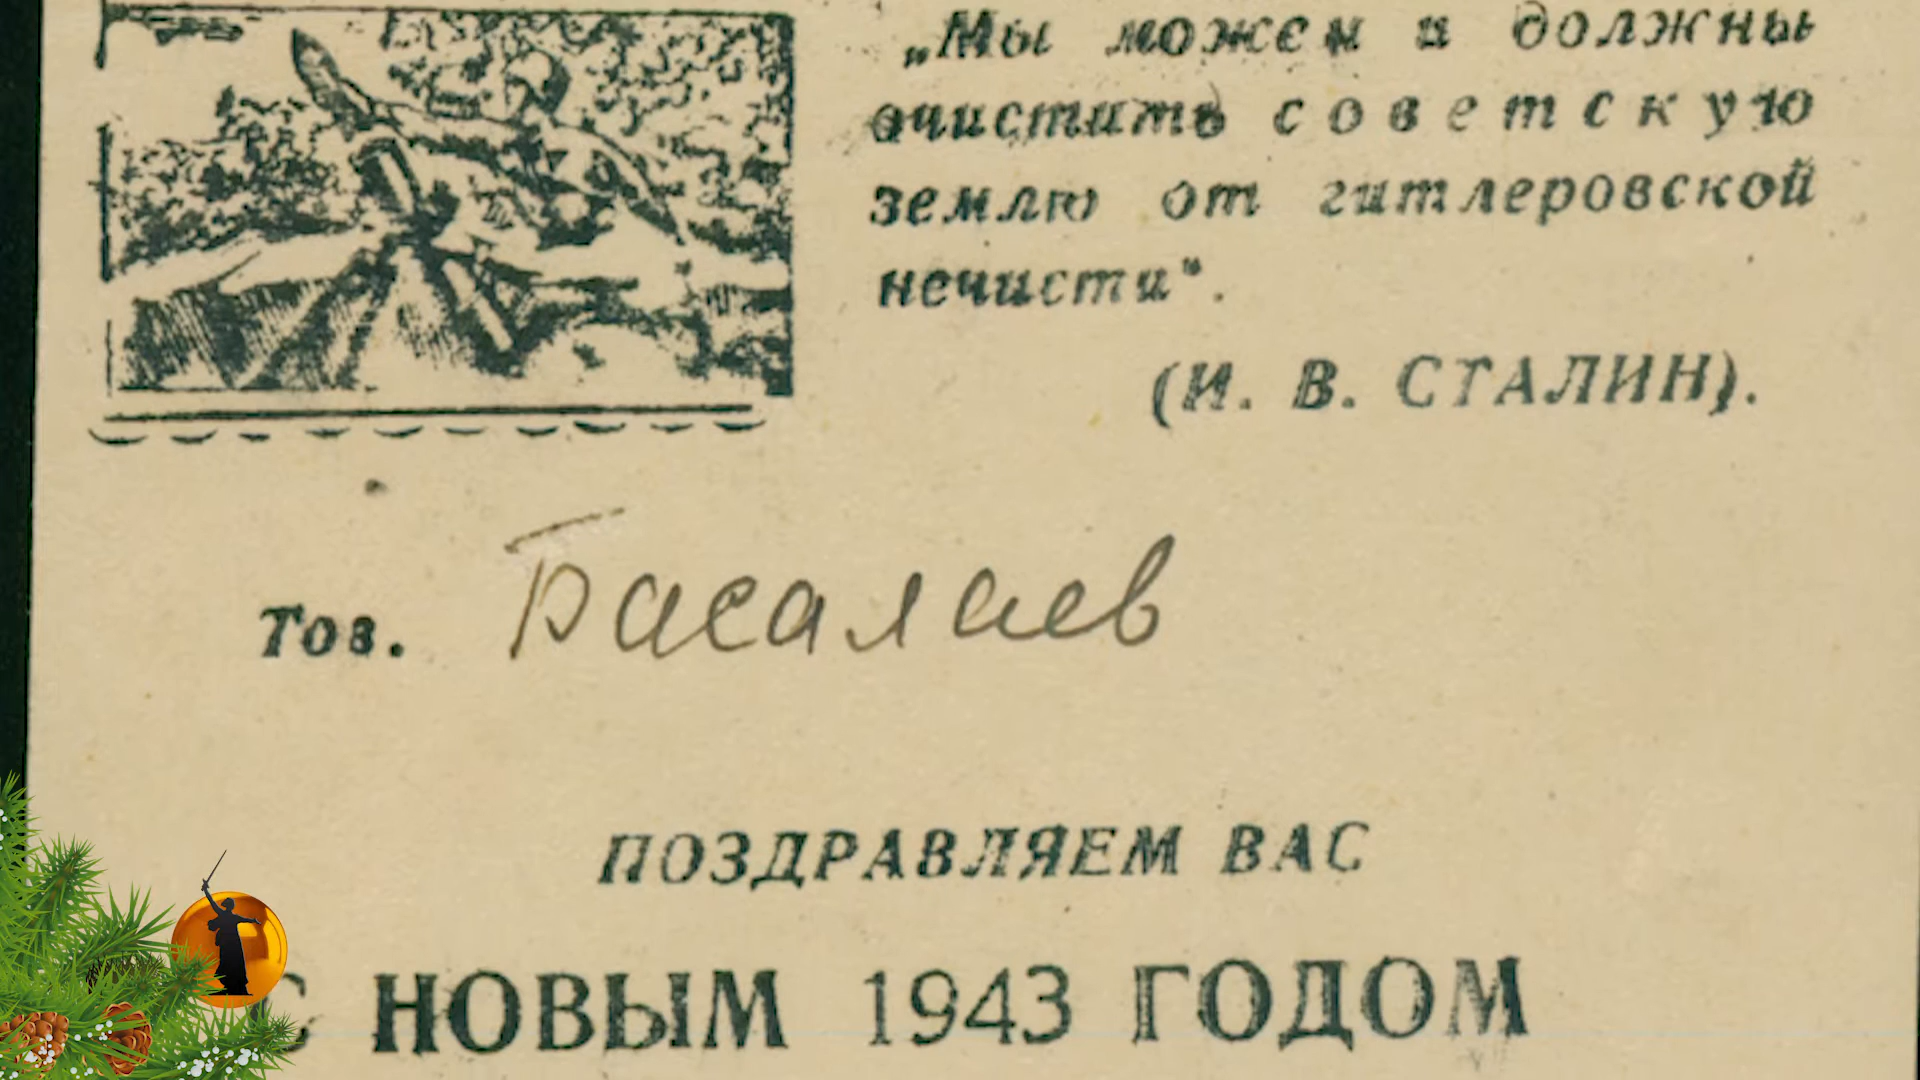 „Мы можем и должны
очистить советскую
землю от гитлеровской
нечисти“.
(И. В. СТАЛИН).
Тов. Басалаев
ПОЗДРАВЛЯЕМ ВАС
С НОВЫМ 1943 ГОДОМ